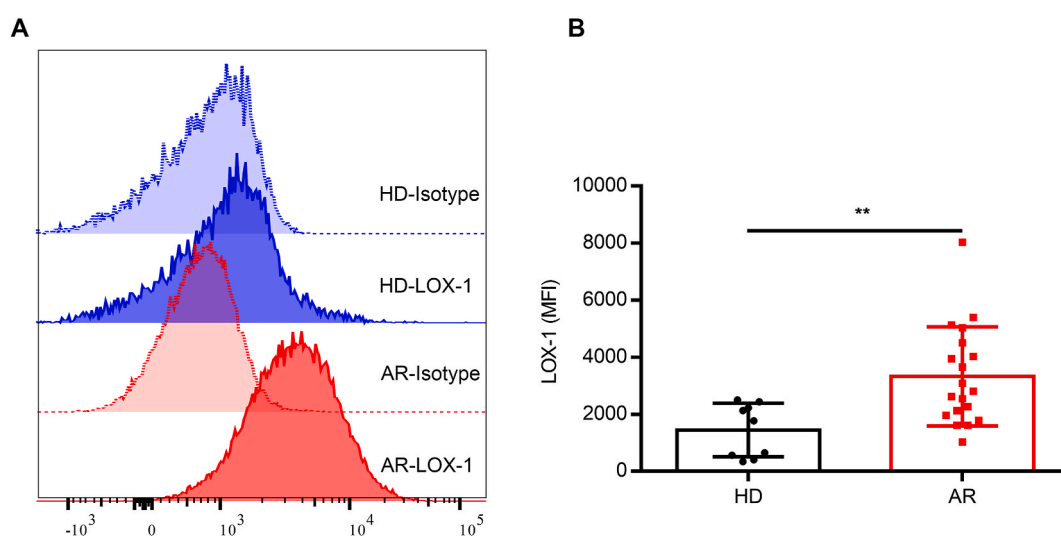 A
HD-Isotype
HD-LOX-1
AR-Isotype
AR-LOX-1
-10³ 0 10³ 10⁴ 10⁵
B
LOX-1 (MFI)
10000
8000
6000
4000
2000
0
**
HD AR